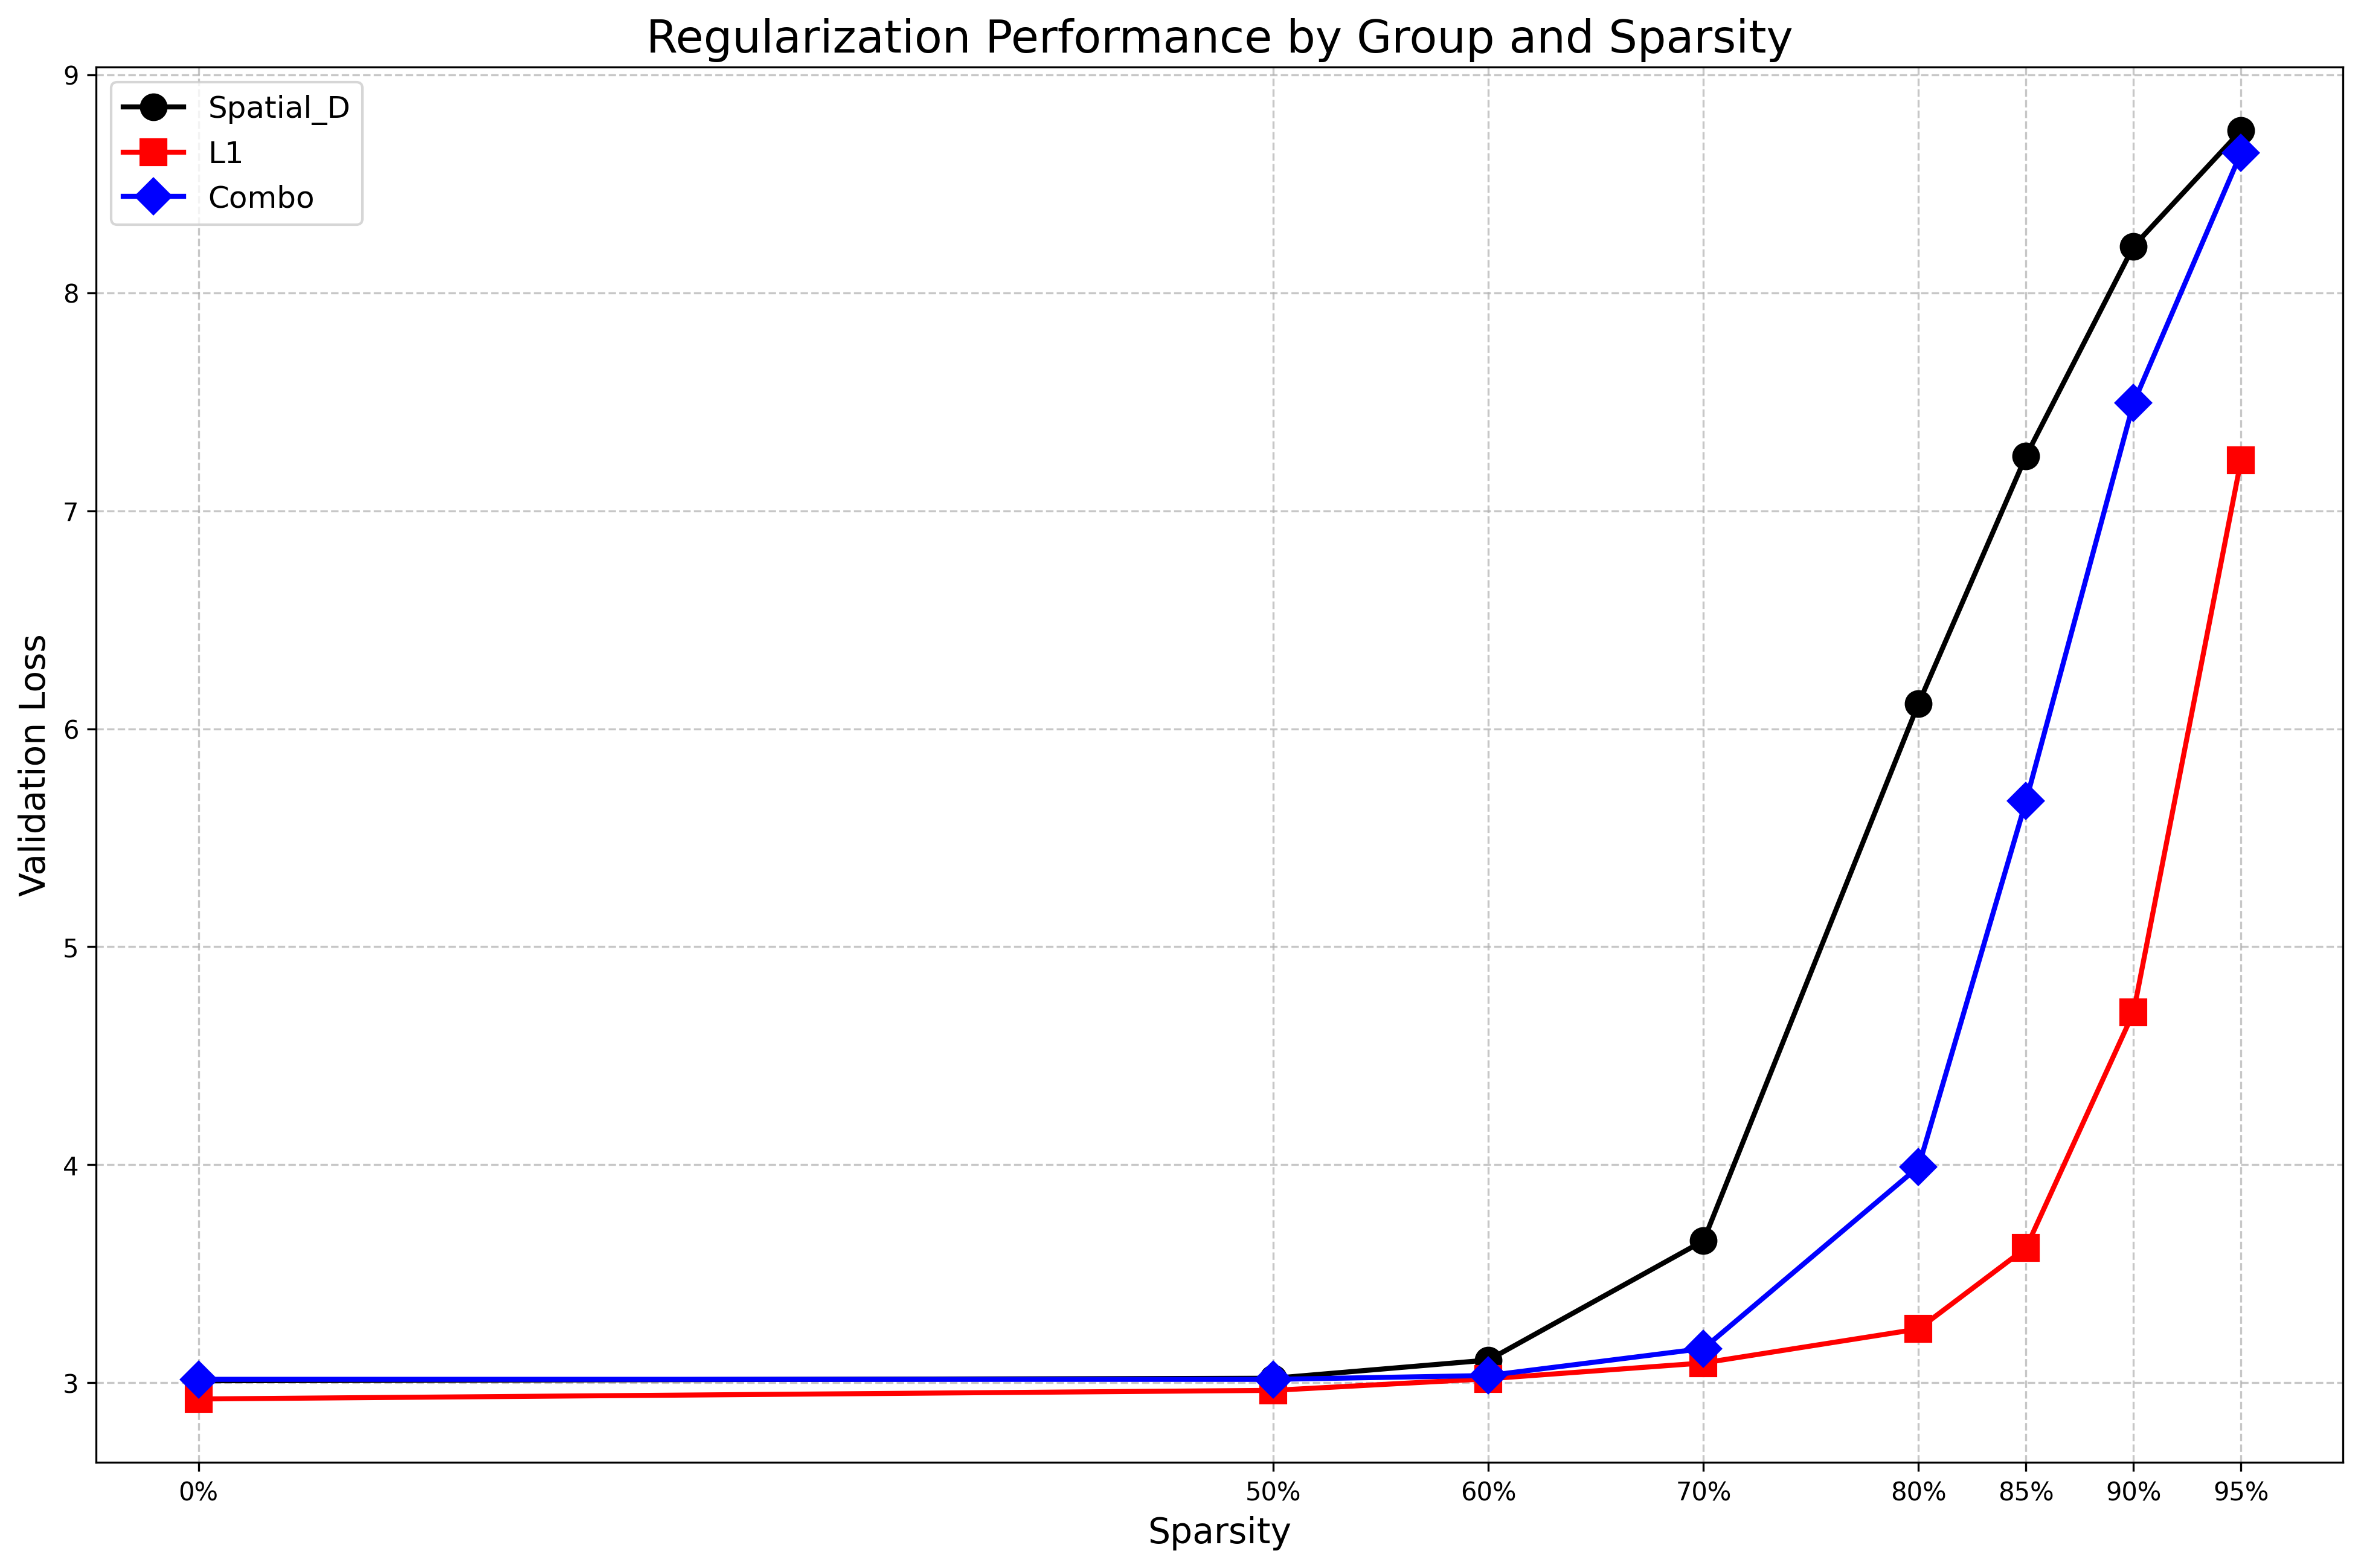 Regularization Performance by Group and Sparsity
Spatial_D
L1
Combo
Validation Loss
9
8
7
6
5
4
3
0% 50% 60% 70% 80% 85% 90% 95%
Sparsity